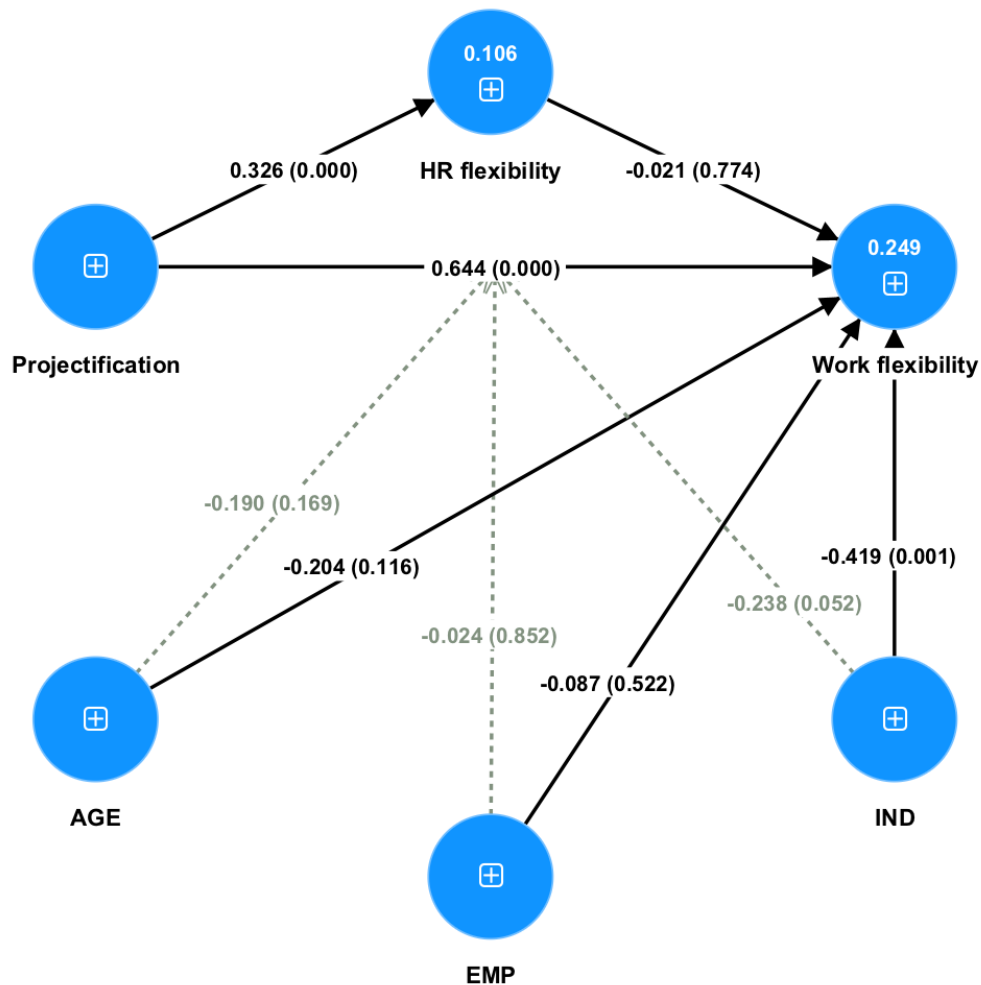 0.106
HR flexibility
0.326 (0.000)
-0.021 (0.774)
0.249
0.644 (0.000)
Projectification
Work flexibility
-0.190 (0.169)
-0.204 (0.116)
-0.419 (0.001)
-0.238 (0.052)
-0.024 (0.852)
-0.087 (0.522)
AGE
IND
EMP